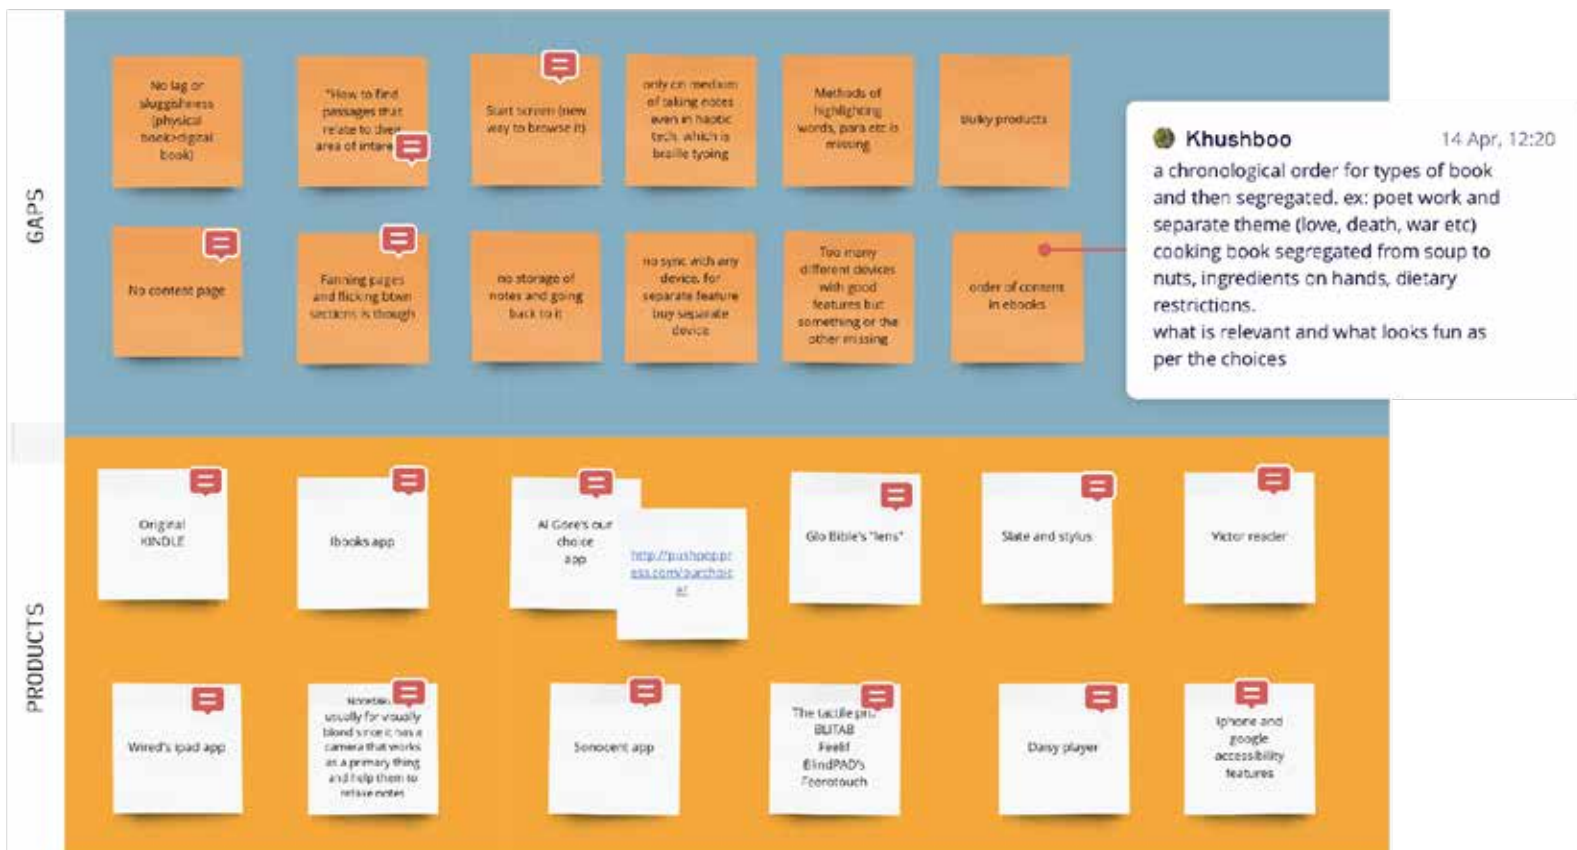 GAPS
No lag or
sluggishness
(physical
book>digital
book)
"How to find
passages that
relate to their
area of intere
Start screen (new
way to browse it)
only on medium
of taking notes
even in haptic
tech, which is
braille typing
Methods of
highlighting
words, para etc is
missing
Bulky products
No content page
Fanning pages
and flicking btwn
sections is though
no storage of
notes and going
back to it
no sync with any
device, for
separate feature
buy separate
device
Too many
different devices
with good
features but
something or the
other missing
order of content
in ebooks
Khushboo 14 Apr, 12:20
a chronological order for types of book
and then segregated. ex: poet work and
separate theme (love, death, war etc)
cooking book segregated from soup to
nuts, ingredients on hands, dietary
restrictions.
what is relevant and what looks fun as
per the choices
PRODUCTS
Original
KINDLE
Ibooks app
Al Gore's our
choice
app
http://pushpoppr
ess.com/ourchoic
e/
Glo Bible's "lens"
Slate and stylus
Victor reader
Wired's ipad app
usually for visually
blond since it has a
camera that works
as a primary thing
and help them to
retake notes
Sonocent app
The tactile
BLITAB
Feelif
BlindPAD's
Feerotouch
Daisy player
Iphone and
google
accessibility
features